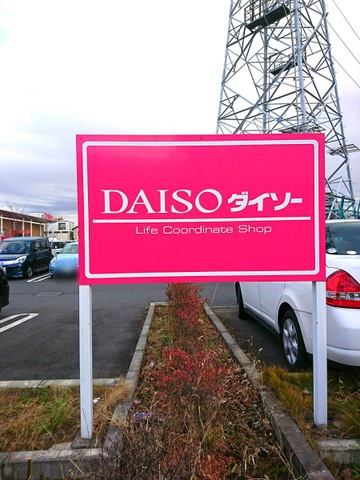 DAISO ダイソー
Life Coordinate Shop